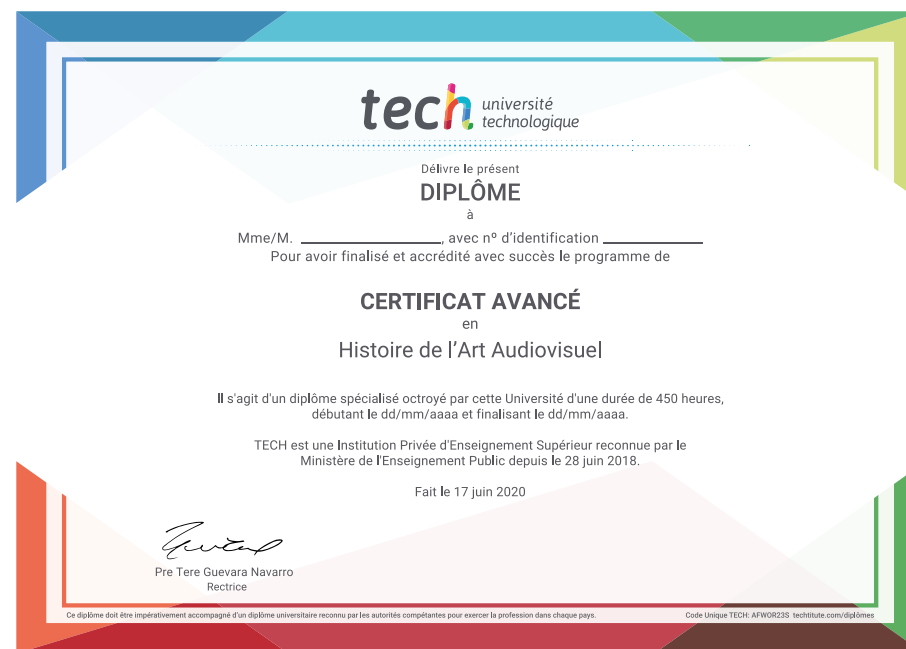 tech université
technologique
Délivre le présent
DIPLÔME
à
Mme/M. ____________________, avec nº d’identification ______________
Pour avoir finalisé et accrédité avec succès le programme de
CERTIFICAT AVANCÉ
en
Histoire de l’Art Audiovisuel
Il s'agit d'un diplôme spécialisé octroyé par cette Université d'une durée de 450 heures,
débutant le dd/mm/aaaa et finalisant le dd/mm/aaaa.
TECH est une Institution Privée d'Enseignement Supérieur reconnue par le
Ministère de l'Enseignement Public depuis le 28 juin 2018.
Fait le 17 juin 2020
Pre Tere Guevara Navarro
Rectrice
Ce diplôme doit être impérativement accompagné d'un diplôme universitaire reconnu par les autorités compétantes pour exercer la profession dans chaque pays. Code Unique TECH: AFWOR23S techtitute.com/diplômes